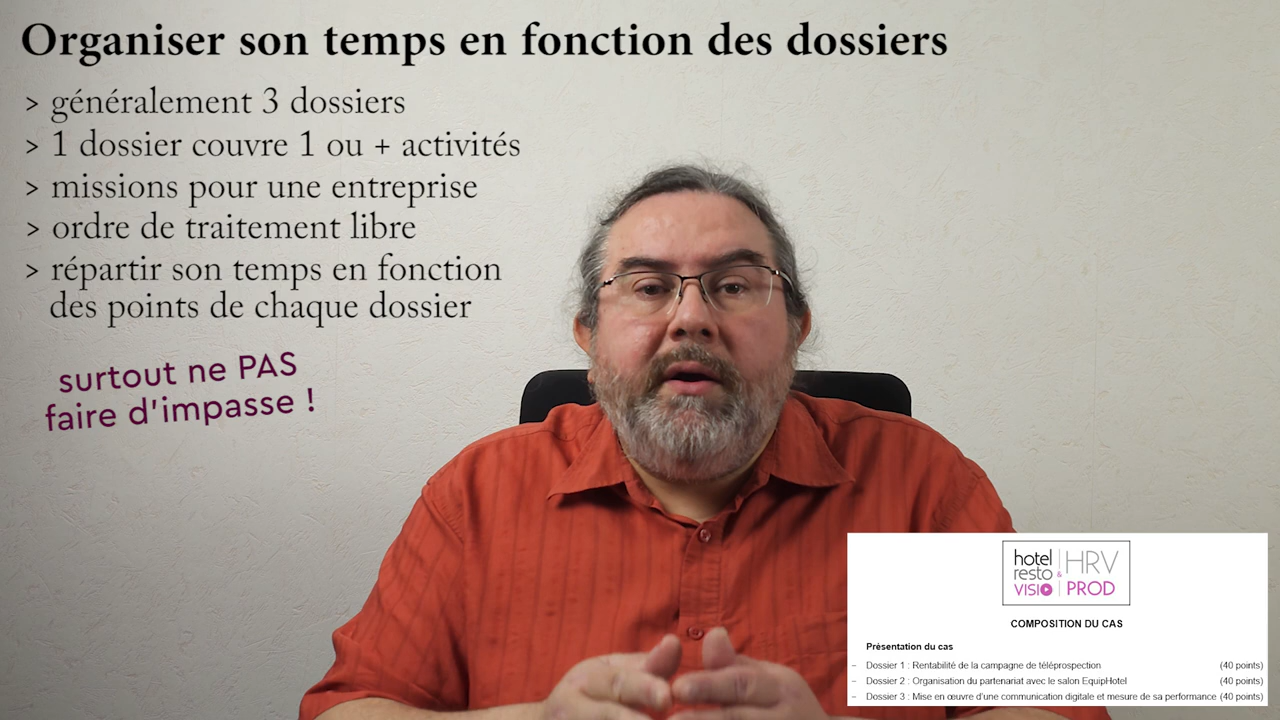 Organiser son temps en fonction des dossiers
> généralement 3 dossiers
> 1 dossier couvre 1 ou + activités
> missions pour une entreprise
> ordre de traitement libre
> répartir son temps en fonction
des points de chaque dossier
surtout ne PAS
faire d'impasse !
hotel
resto &
VISIO
HRV
PROD
COMPOSITION DU CAS
Présentation du cas
– Dossier 1 : Rentabilité de la campagne de téléprospection (40 points)
– Dossier 2 : Organisation du partenariat avec le salon EquipHotel (40 points)
– Dossier 3 : Mise en œuvre d'une communication digitale et mesure de sa performance (40 points)